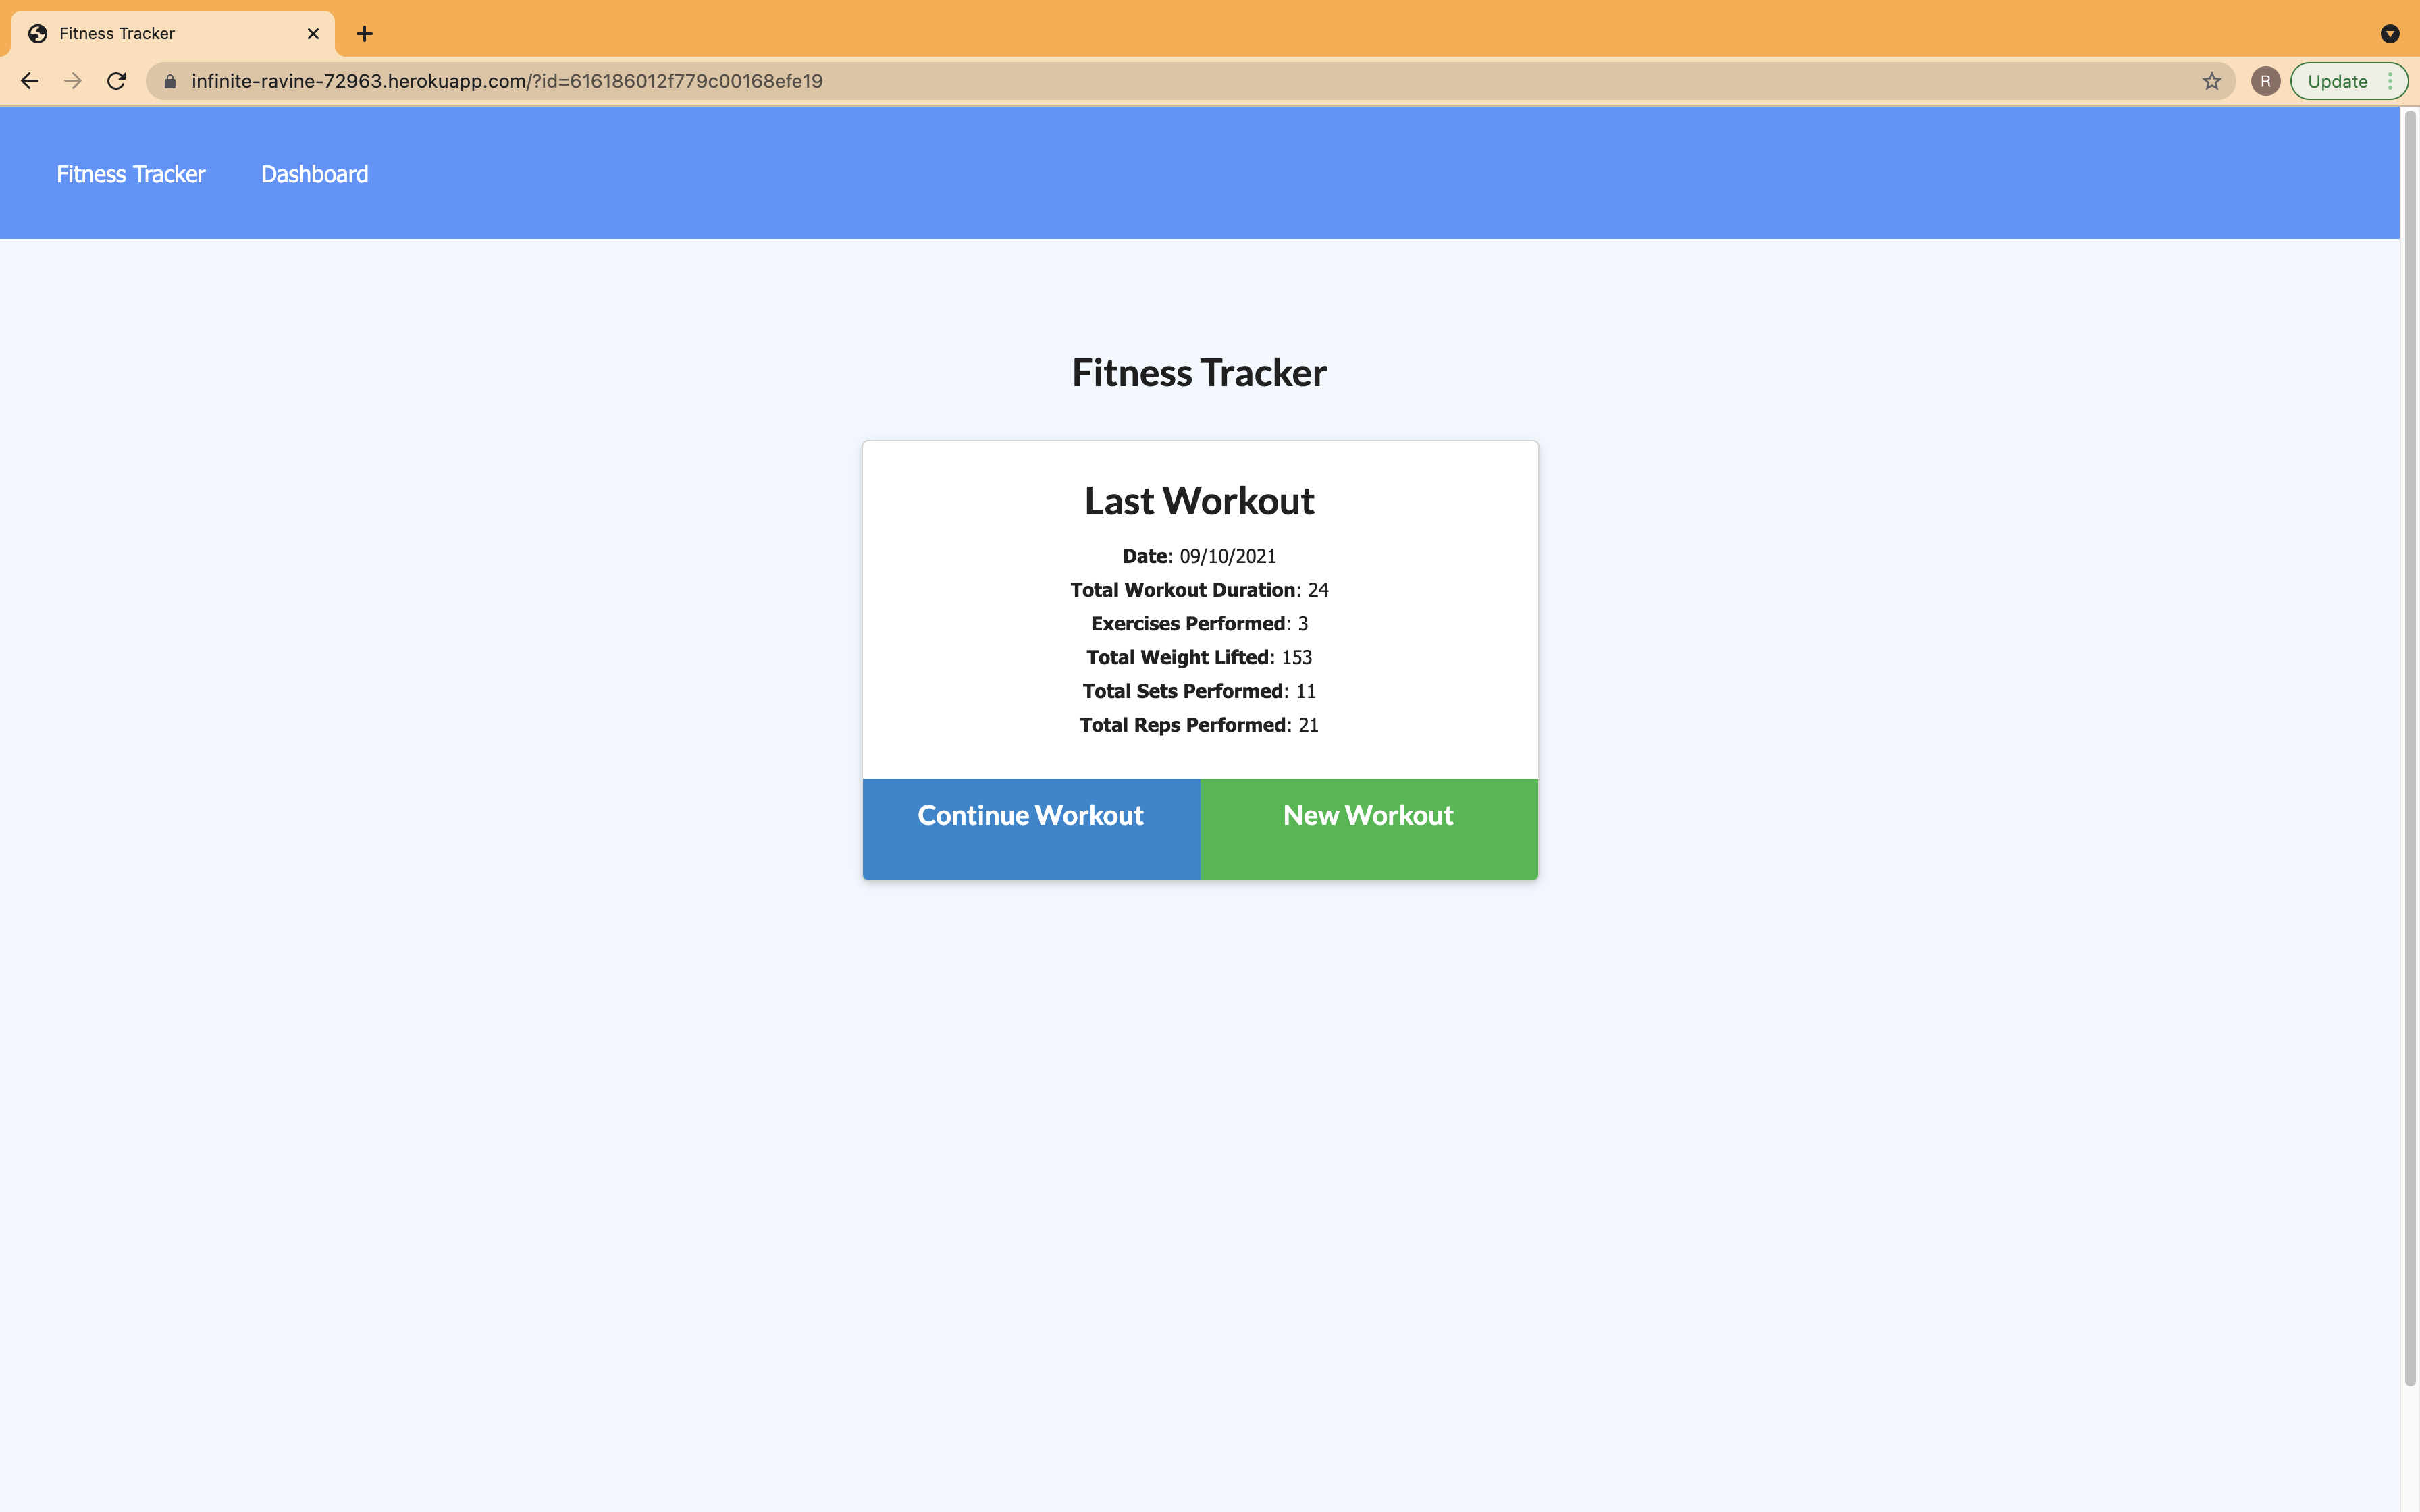 Fitness Tracker
infinite-ravine-72963.herokuapp.com/?id=616186012f779c00168efe19
R
Update
Fitness Tracker Dashboard
Fitness Tracker
Last Workout
Date: 09/10/2021
Total Workout Duration: 24
Exercises Performed: 3
Total Weight Lifted: 153
Total Sets Performed: 11
Total Reps Performed: 21
Continue Workout New Workout